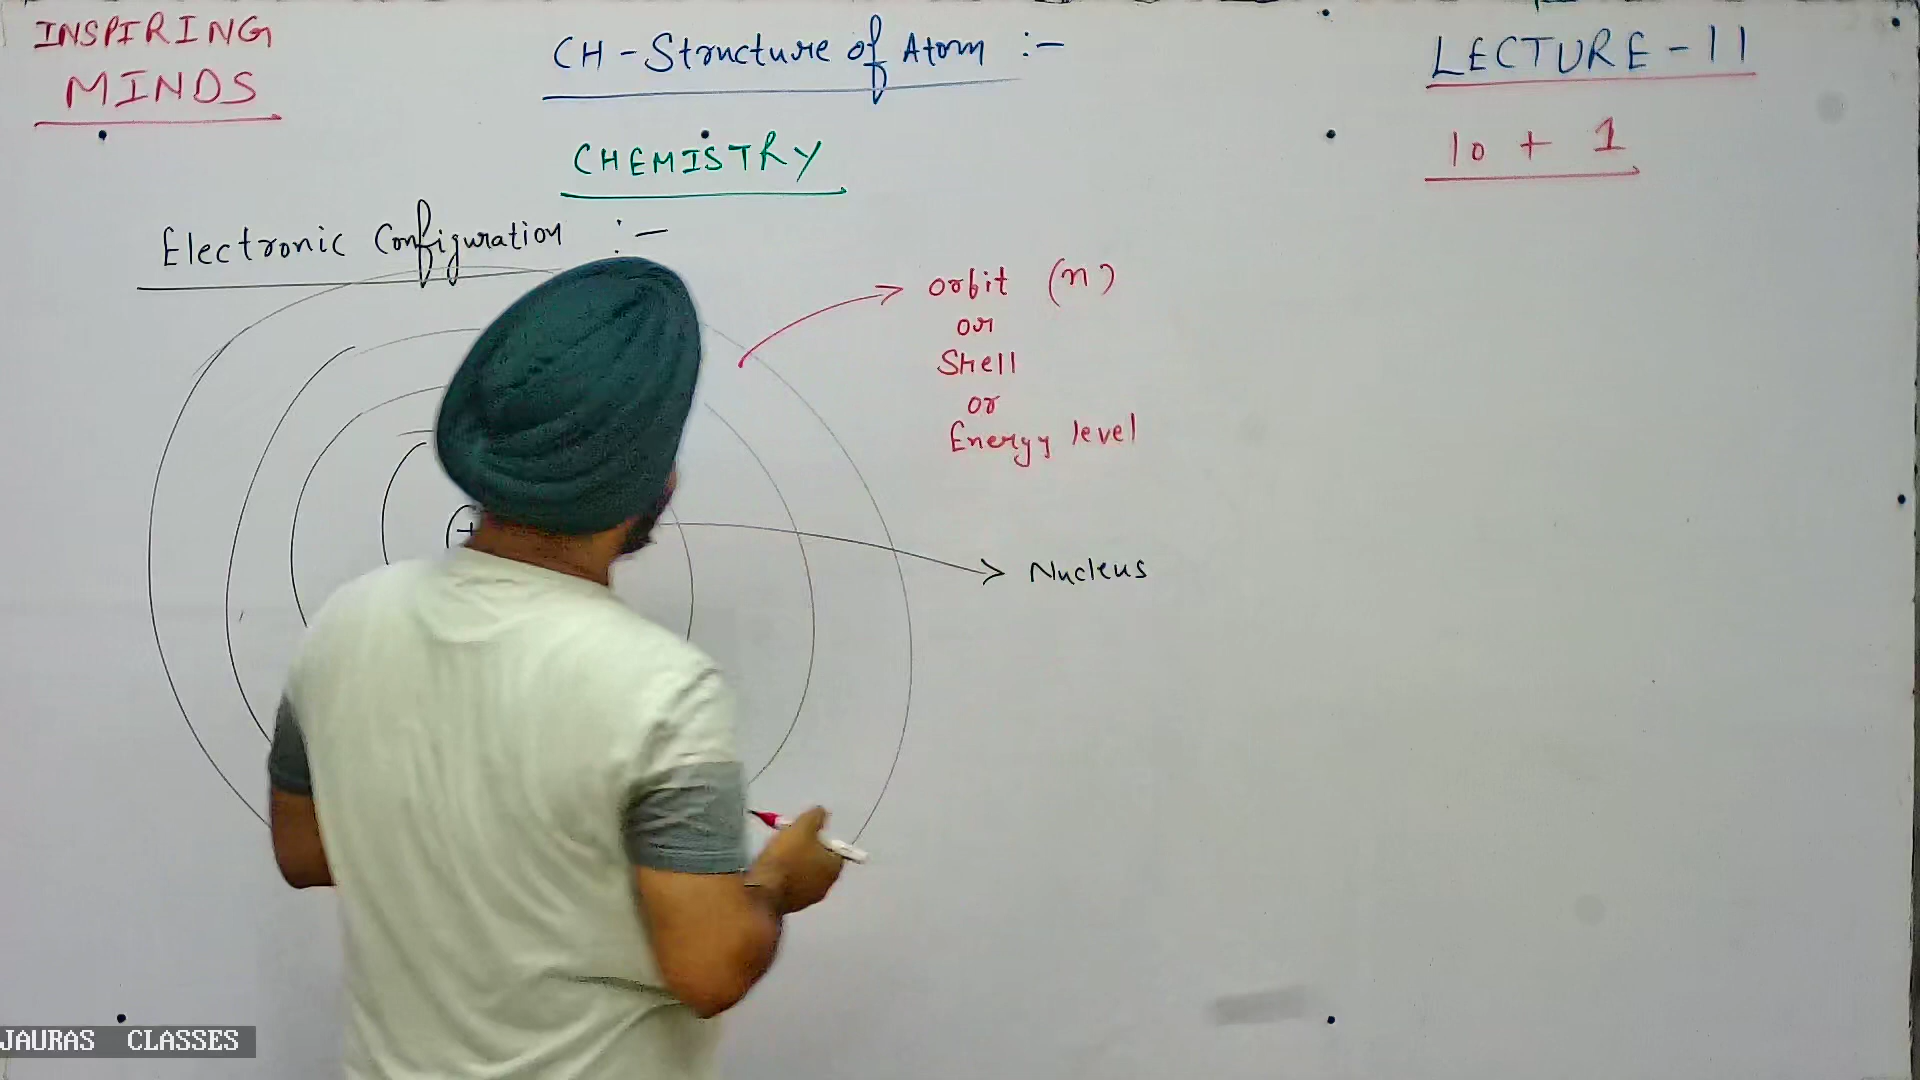 INSPIRING
MINDS
CH - Structure of Atom :-
LECTURE - 11
CHEMISTRY
10 + 1
Electronic Configuration :-
Orbit (n)
or
Shell
or
Energy level
+
Nucleus
JAURAS CLASSES